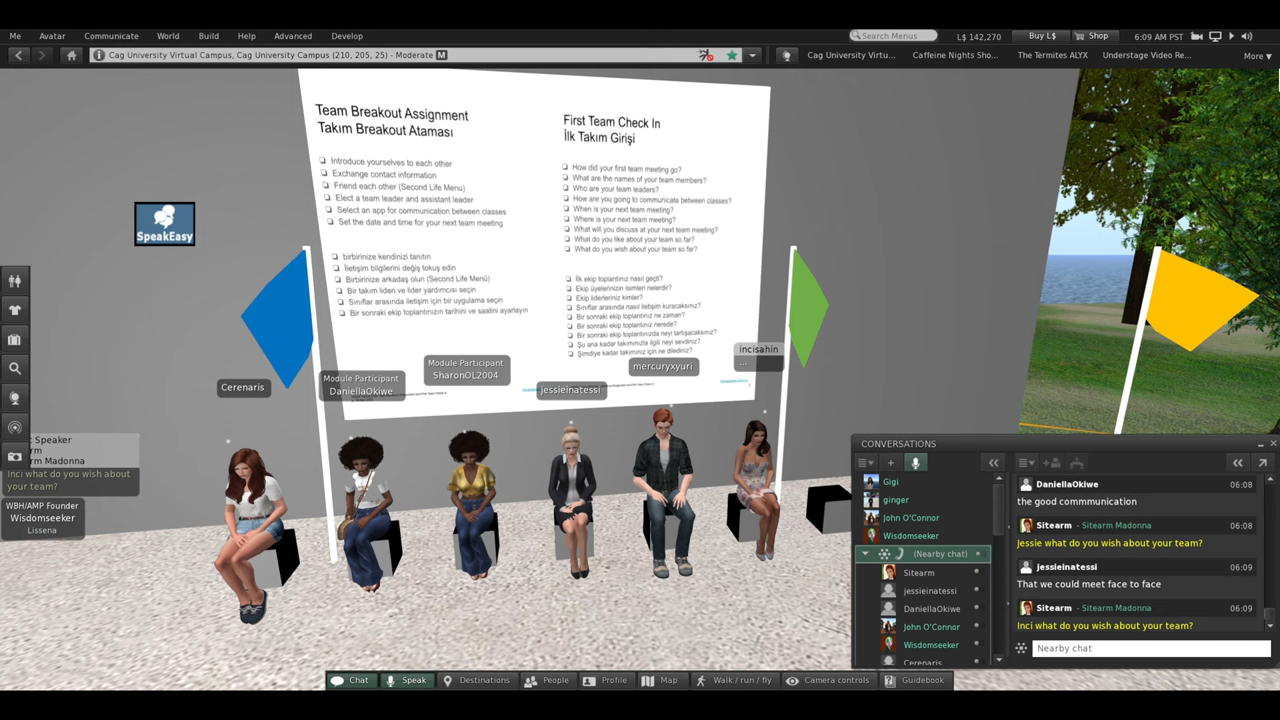 Me Avatar Communicate World Build Help Advanced Develop
Search Menus L$ 142,270 Buy L$ Shop 6:09 AM PST
Cag University Virtual Campus, Cag University Campus (210, 205, 25) - Moderate M
Cag University Virtu... Caffeine Nights Sho... The Termites ALYX Understage Video Re... More ▼
Team Breakout Assignment
Takım Breakout Ataması
❑ Introduce yourselves to each other
❑ Exchange contact information
❑ Friend each other (Second Life Menu)
❑ Elect a team leader and assistant leader
❑ Select an app for communication between classes
❑ Set the date and time for your next team meeting
❑ birbirinize kendinizi tanıtın
❑ İletişim bilgilerini değiş tokuş edin
❑ Birbirinize arkadaş olun (Second Life Menü)
❑ Bir takım lideri ve lider yardımcısı seçin
❑ Sınıflar arasında iletişim için bir uygulama seçin
❑ Bir sonraki ekip toplantınızın tarihini ve saatini ayarlayın
First Team Check In
İlk Takım Girişi
❑ How did your first team meeting go?
❑ What are the names of your team members?
❑ Who are your team leaders?
❑ How are you going to communicate between classes?
❑ When is your next team meeting?
❑ Where is your next team meeting?
❑ What will you discuss at your next team meeting?
❑ What do you like about your team so far?
❑ What do you wish about your team so far?
❑ İlk ekip toplantınız nasıl geçti?
❑ Ekip üyelerinizin isimleri nelerdir?
❑ Ekip liderleriniz kimler?
❑ Sınıflar arasında nasıl iletişim kuracaksınız?
❑ Bir sonraki ekip toplantınız ne zaman?
❑ Bir sonraki ekip toplantınız nerede?
❑ Bir sonraki ekip toplantınızda neyi tartışacaksınız?
❑ Şu ana kadar takımınızla ilgili neyi sevdiniz?
❑ Şimdiye kadar takımınız için ne dilediniz?
SpeakEasy
Cerenaris
Module Participant
DaniellaOkiwe
Module Participant
SharonOL2004
jessieinatessi
mercuryxyuri
incisahin
...
Speaker
rm
rm Madonna
Inci what do you wish about
your team?
WBH/AMP Founder
Wisdomseeker
Lissena
CONVERSATIONS
Gigi
ginger
John O'Connor
Wisdomseeker
(Nearby chat)
Sitearm
jessieinatessi
DaniellaOkiwe
John O'Connor
Wisdomseeker
Cerenaris
DaniellaOkiwe 06:08
the good commmunication
Sitearm - Sitearm Madonna 06:08
Jessie what do you wish about your team?
jessieinatessi 06:09
That we could meet face to face
Sitearm - Sitearm Madonna 06:09
Inci what do you wish about your team?
Nearby chat
Chat Speak Destinations People Profile Map Walk / run / fly Camera controls Guidebook